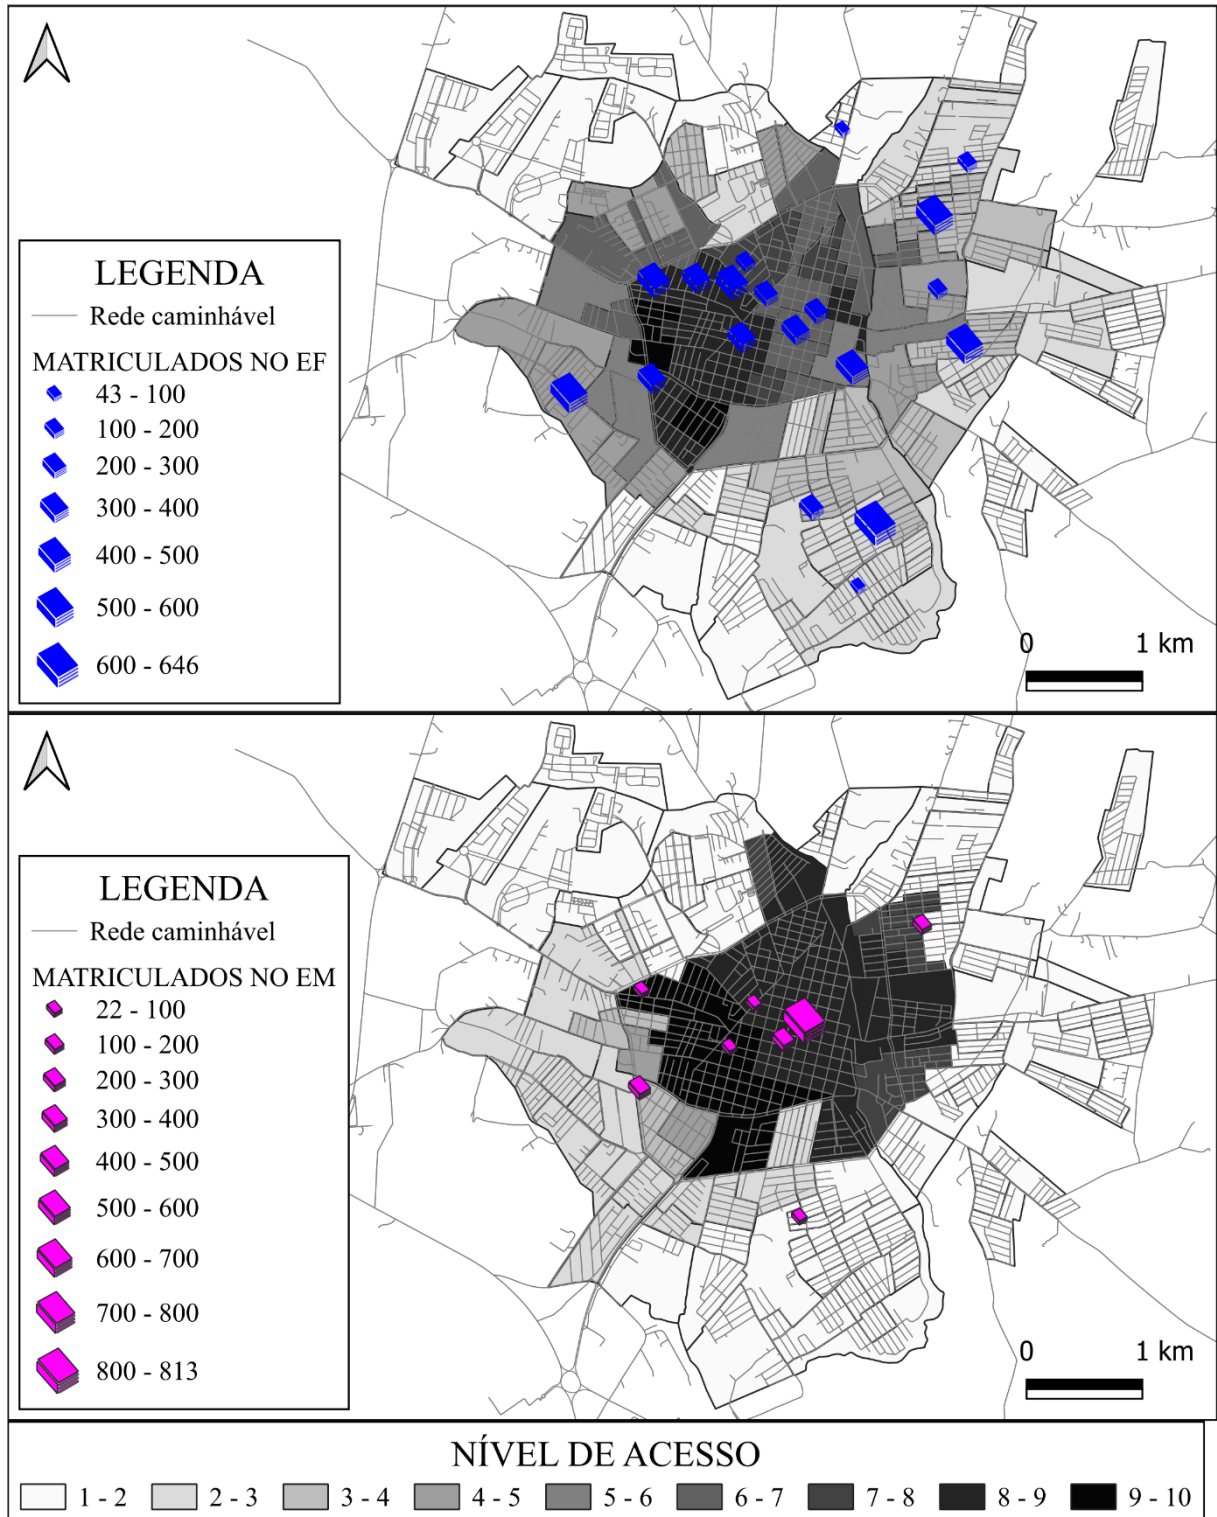 LEGENDA
Rede caminhável
MATRICULADOS NO EF
43 - 100
100 - 200
200 - 300
300 - 400
400 - 500
500 - 600
600 - 646
0 1 km
LEGENDA
Rede caminhável
MATRICULADOS NO EM
22 - 100
100 - 200
200 - 300
300 - 400
400 - 500
500 - 600
600 - 700
700 - 800
800 - 813
0 1 km
NÍVEL DE ACESSO
1 - 2 2 - 3 3 - 4 4 - 5 5 - 6 6 - 7 7 - 8 8 - 9 9 - 10